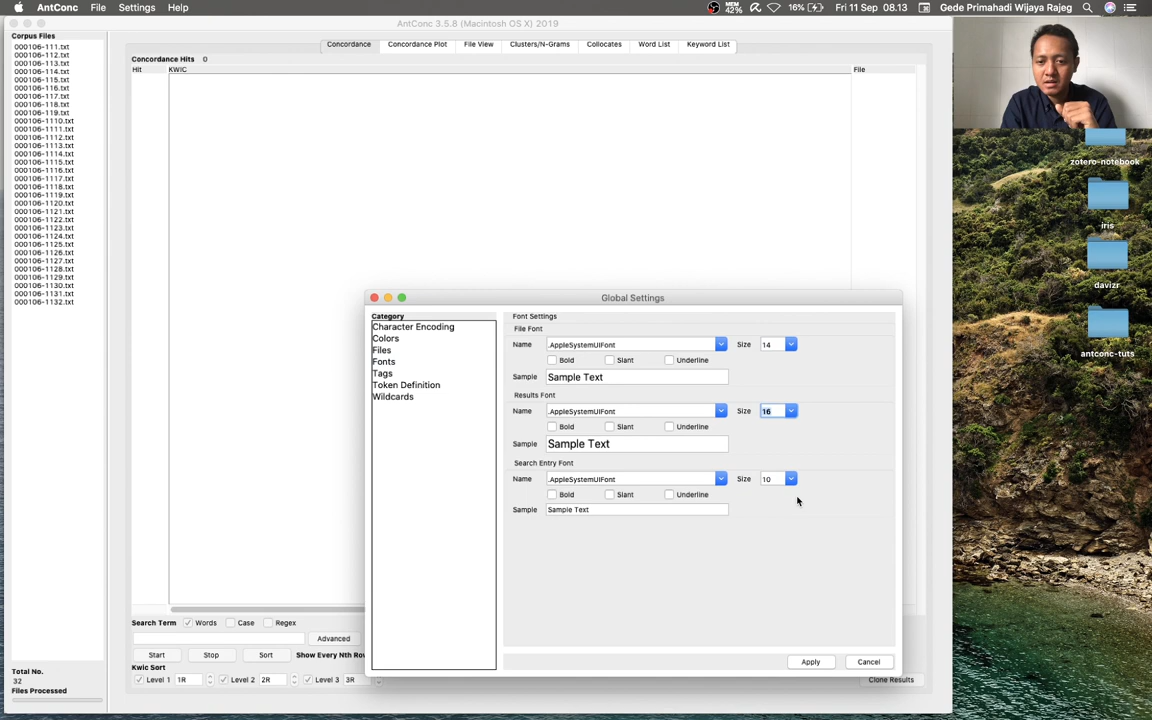 AntConc File Settings Help
MEM 42% 16% Fri 11 Sep 08.13 Gede Primahadi Wijaya Rajeg
AntConc 3.5.8 (Macintosh OS X) 2019
Corpus Files
000106-111.txt
000106-112.txt
000106-113.txt
000106-114.txt
000106-115.txt
000106-116.txt
000106-117.txt
000106-118.txt
000106-119.txt
000106-1110.txt
000106-1111.txt
000106-1112.txt
000106-1113.txt
000106-1114.txt
000106-1115.txt
000106-1116.txt
000106-1117.txt
000106-1118.txt
000106-1119.txt
000106-1120.txt
000106-1121.txt
000106-1122.txt
000106-1123.txt
000106-1124.txt
000106-1125.txt
000106-1126.txt
000106-1127.txt
000106-1128.txt
000106-1129.txt
000106-1130.txt
000106-1131.txt
000106-1132.txt
Total No.
32
Files Processed
Concordance Concordance Plot File View Clusters/N-Grams Collocates Word List Keyword List
Concordance Hits 0
Hit KWIC File
Search Term Words Case Regex
Advanced
Start Stop Sort Show Every Nth Row
Kwic Sort
Level 1 1R Level 2 2R Level 3 3R
Clone Results
Global Settings
Category
Character Encoding
Colors
Files
Fonts
Tags
Token Definition
Wildcards
Font Settings
File Font
Name .AppleSystemUIFont Size 14
Bold Slant Underline
Sample Sample Text
Results Font
Name .AppleSystemUIFont Size 16
Bold Slant Underline
Sample Sample Text
Search Entry Font
Name .AppleSystemUIFont Size 10
Bold Slant Underline
Sample Sample Text
Apply Cancel
zotero-notebook
iris
davizr
antconc-tuts